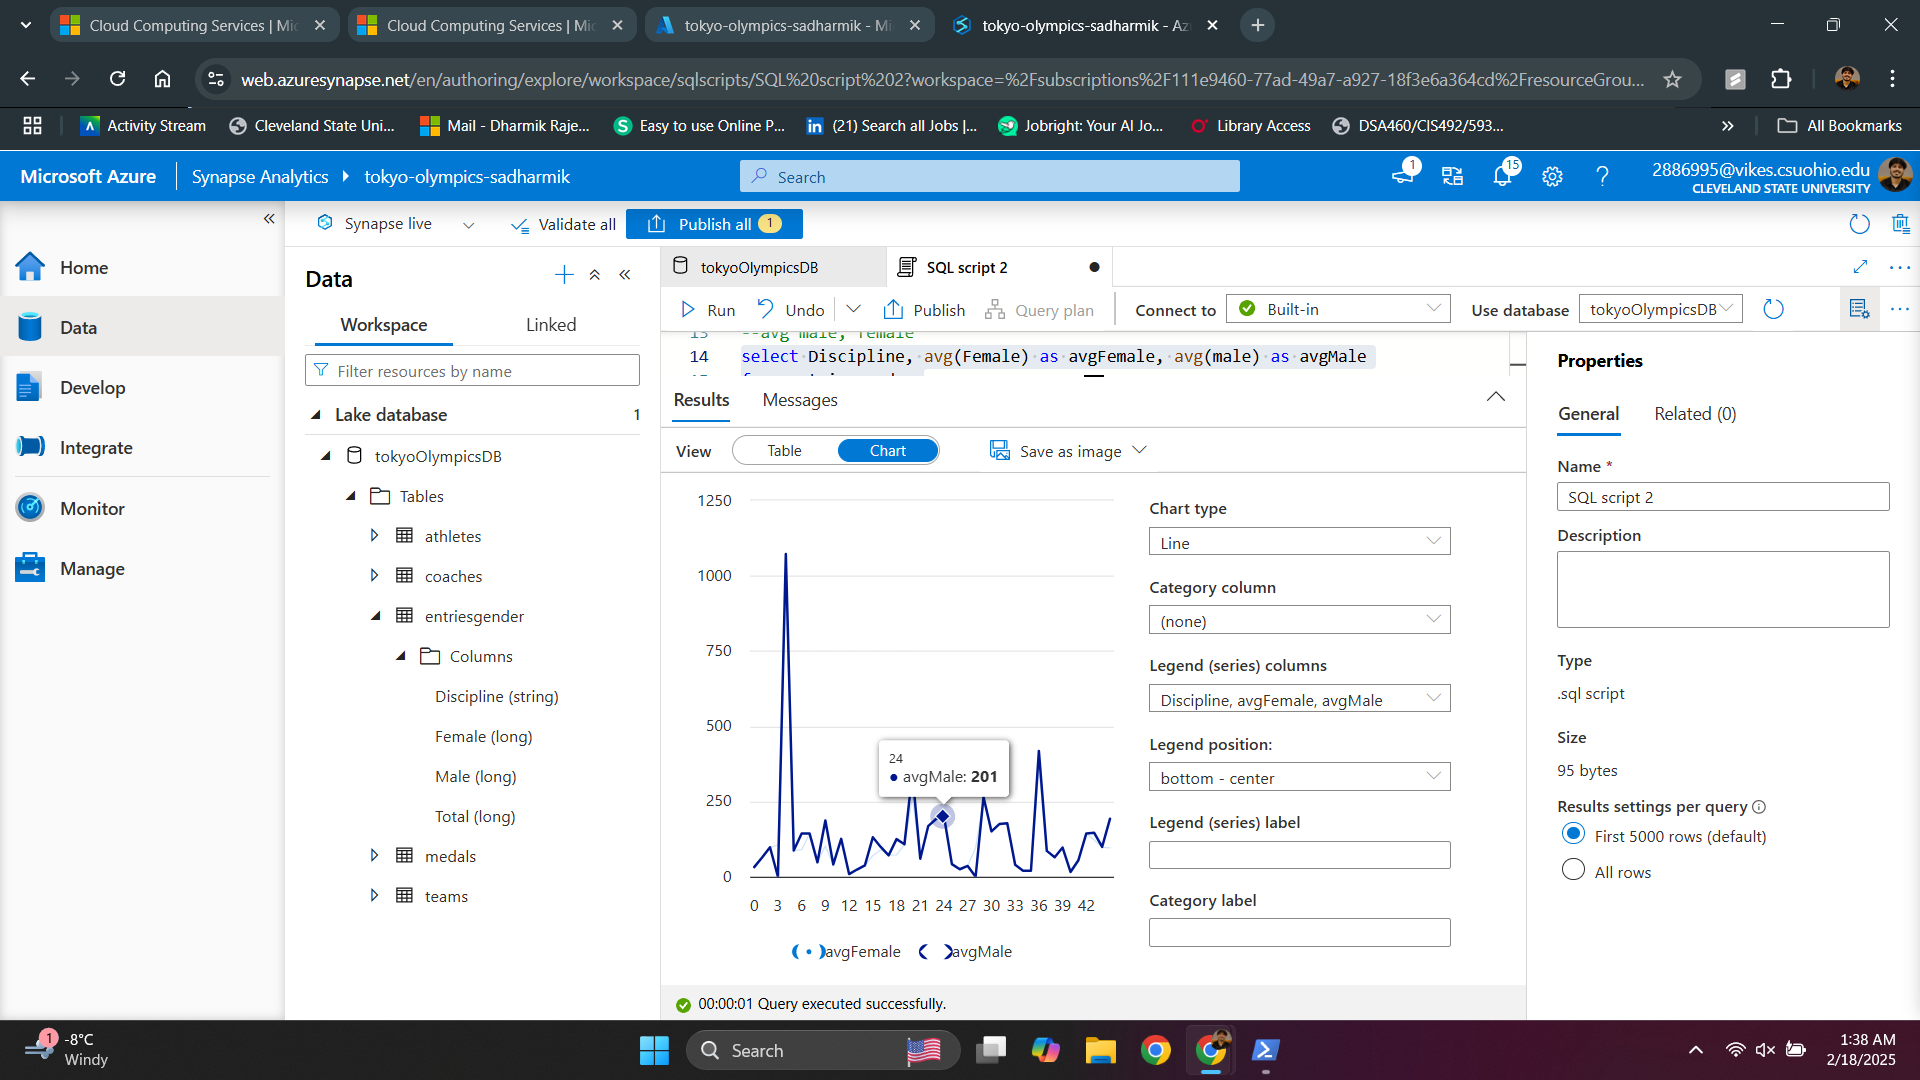 Cloud Computing Services | Mic
Cloud Computing Services | Mic
tokyo-olympics-sadharmik - Mi
tokyo-olympics-sadharmik - Az
web.azuresynapse.net/en/authoring/explore/workspace/sqlscripts/SQL%20script%202?workspace=%2Fsubscriptions%2F111e9460-77ad-49a7-a927-18f3e6a364cd%2FresourceGrou...
Activity Stream
Cleveland State Uni...
Mail - Dharmik Raje...
Easy to use Online P...
(21) Search all Jobs |...
Jobright: Your AI Jo...
Library Access
DSA460/CIS492/593...
All Bookmarks
Microsoft Azure
Synapse Analytics
tokyo-olympics-sadharmik
Search
1
15
2886995@vikes.csuohio.edu
CLEVELAND STATE UNIVERSITY
Synapse live
Validate all
Publish all 1
Home
Data
Develop
Integrate
Monitor
Manage
Data
Workspace
Linked
Filter resources by name
Lake database 1
tokyoOlympicsDB
Tables
athletes
coaches
entriesgender
Columns
Discipline (string)
Female (long)
Male (long)
Total (long)
medals
teams
tokyoOlympicsDB
SQL script 2
Run
Undo
Publish
Query plan
Connect to
Built-in
Use database
tokyoOlympicsDB
13 --avg male, female
14 select Discipline, avg(Female) as avgFemale, avg(male) as avgMale
Results
Messages
View
Table
Chart
Save as image
1250
1000
750
500
250
0
24
avgMale: 201
0 3 6 9 12 15 18 21 24 27 30 33 36 39 42
avgFemale
avgMale
Chart type
Line
Category column
(none)
Legend (series) columns
Discipline, avgFemale, avgMale
Legend position:
bottom - center
Legend (series) label
Category label
00:00:01 Query executed successfully.
Properties
General
Related (0)
Name *
SQL script 2
Description
Type
.sql script
Size
95 bytes
Results settings per query
First 5000 rows (default)
All rows
1
-8°C
Windy
Search
1:38 AM
2/18/2025